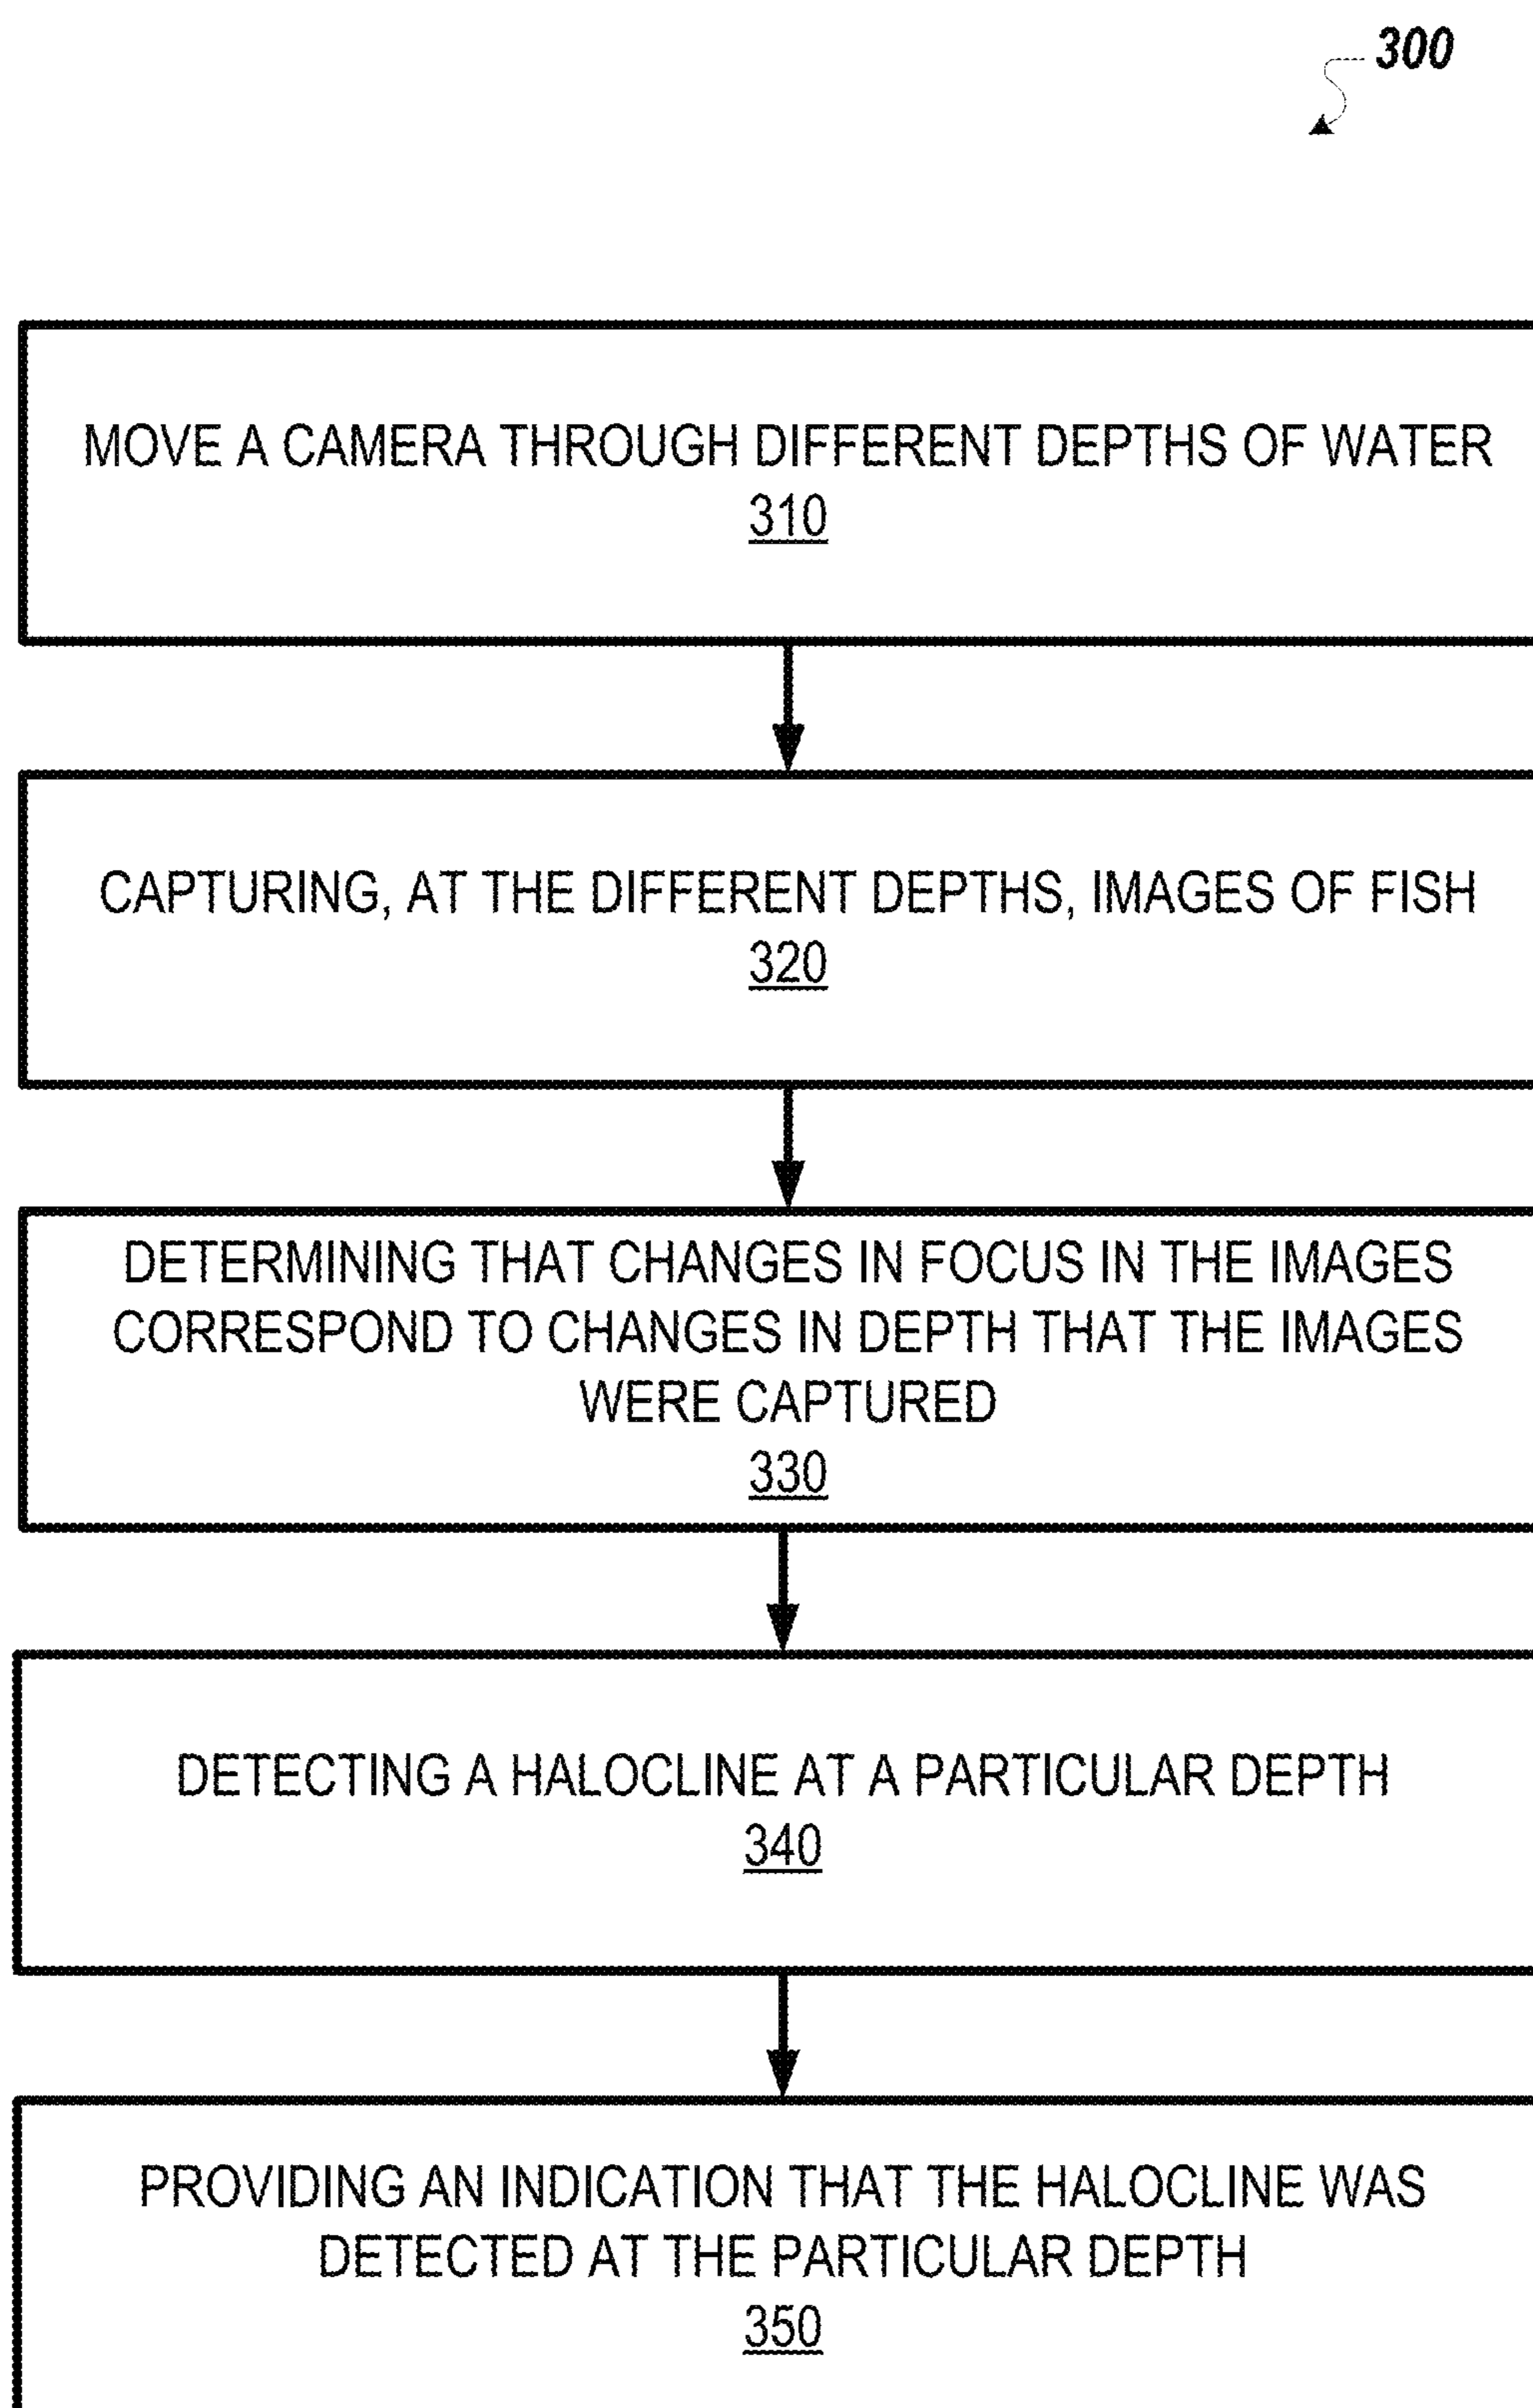 300
MOVE A CAMERA THROUGH DIFFERENT DEPTHS OF WATER
310
CAPTURING, AT THE DIFFERENT DEPTHS, IMAGES OF FISH
320
DETERMINING THAT CHANGES IN FOCUS IN THE IMAGES
CORRESPOND TO CHANGES IN DEPTH THAT THE IMAGES
WERE CAPTURED
330
DETECTING A HALOCLINE AT A PARTICULAR DEPTH
340
PROVIDING AN INDICATION THAT THE HALOCLINE WAS
DETECTED AT THE PARTICULAR DEPTH
350